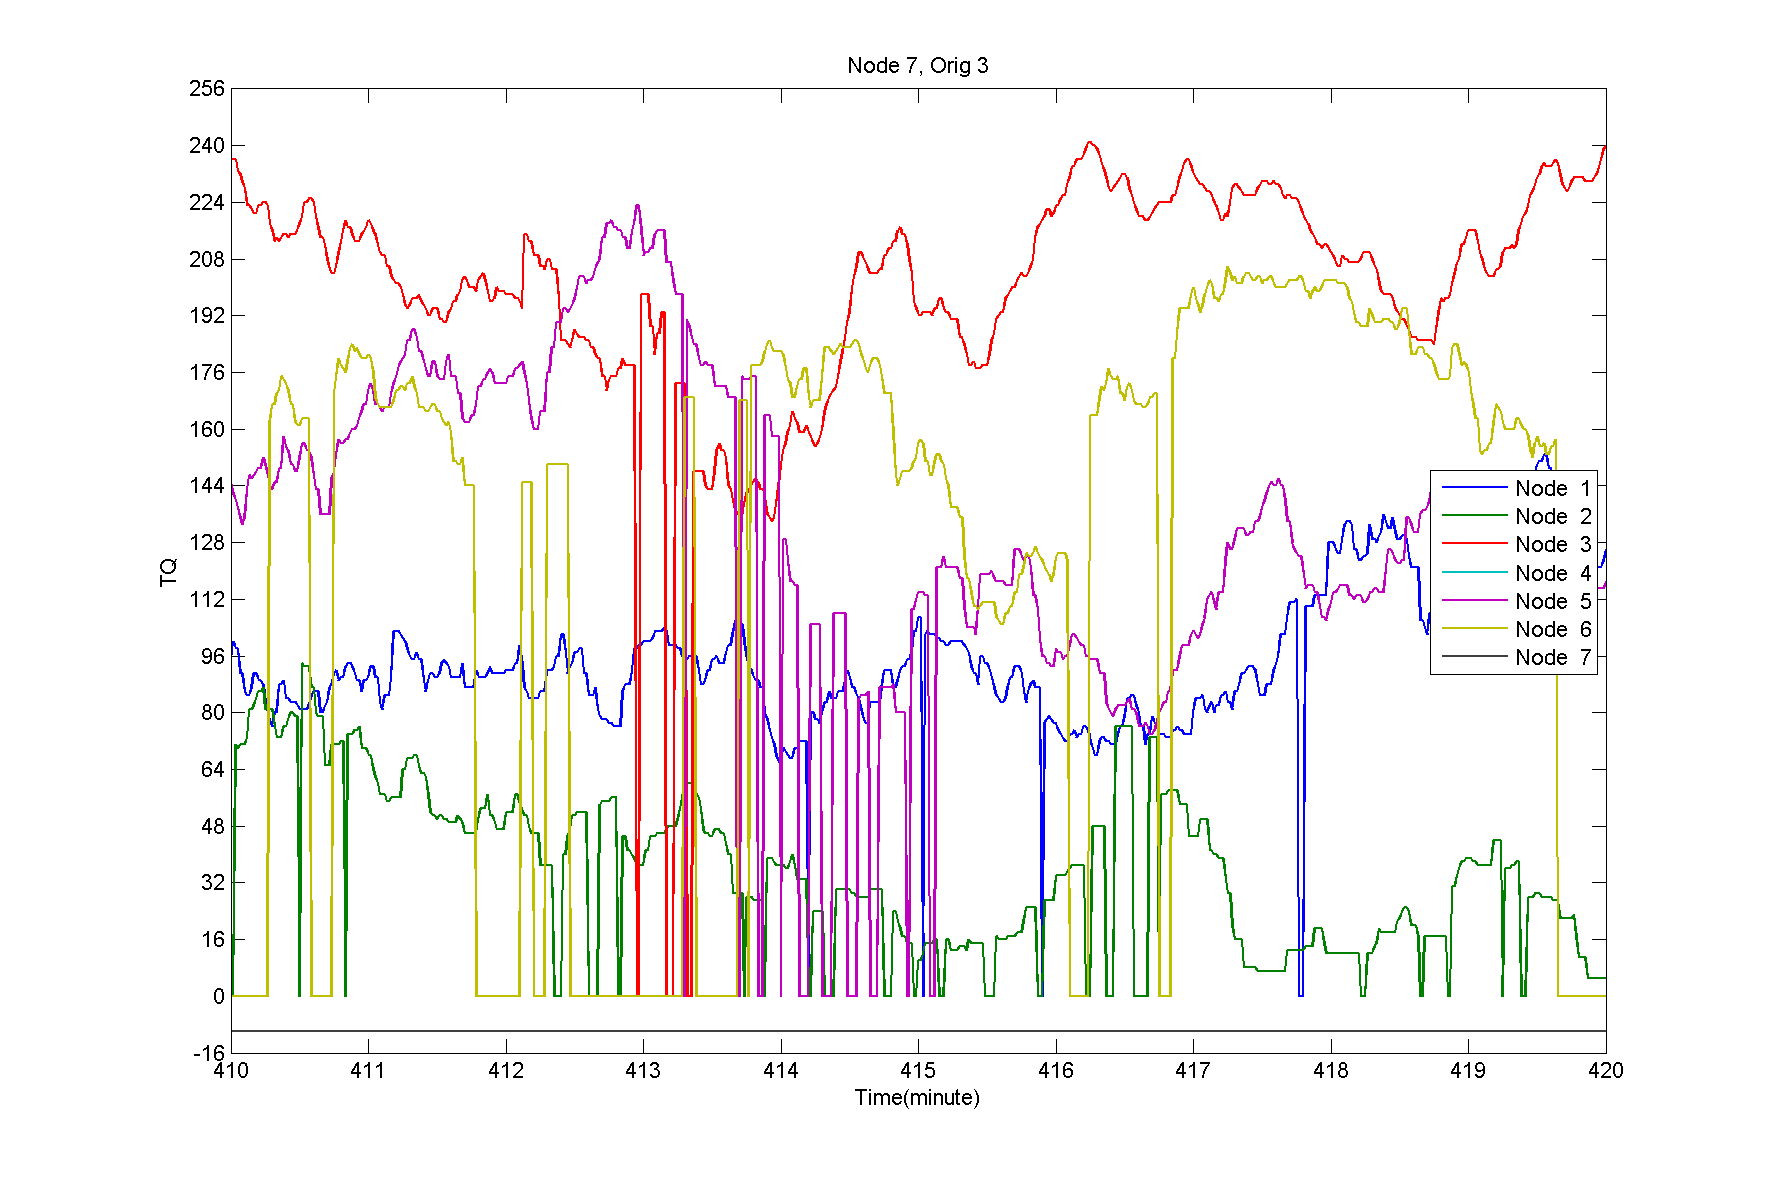 Node 7, Orig 3
256
240
224
208
192
176
160
144
128
112
96
80
64
48
32
16
0
-16
TQ
410 411 412 413 414 415 416 417 418 419 420
Time(minute)
Node 1
Node 2
Node 3
Node 4
Node 5
Node 6
Node 7